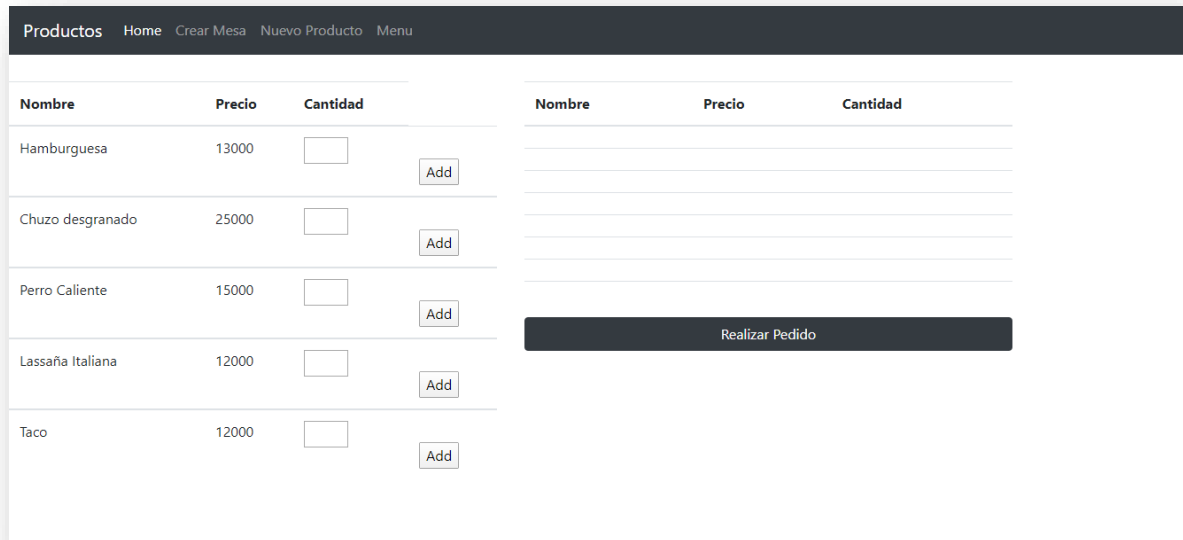 Productos Home Crear Mesa Nuevo Producto Menu
Nombre Precio Cantidad
Hamburguesa 13000
Add
Chuzo desgranado 25000
Add
Perro Caliente 15000
Add
Lassaña Italiana 12000
Add
Taco 12000
Add
Nombre Precio Cantidad
Realizar Pedido